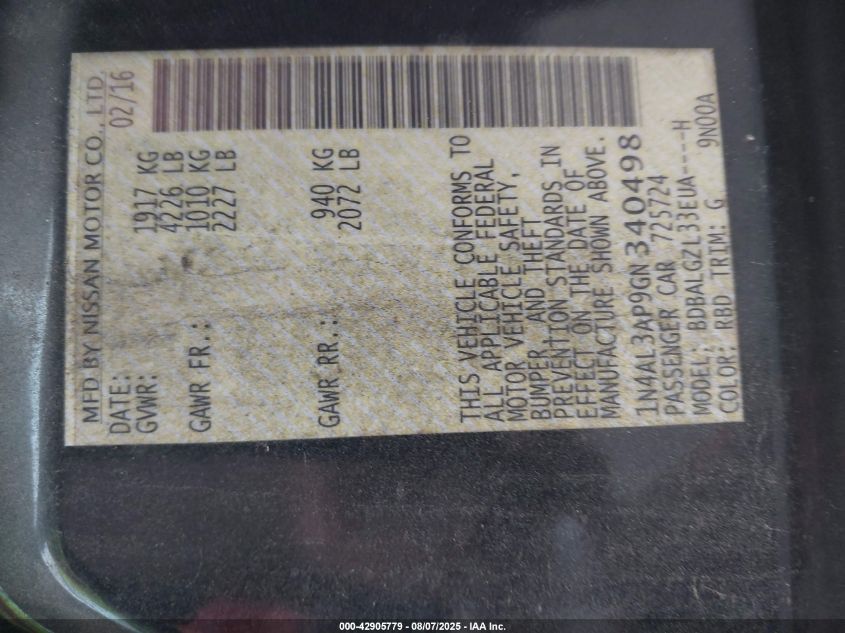 MFD BY NISSAN MOTOR CO., LTD.
DATE: 02/16
GVWR: 1917 KG
4226 LB
GAWR FR.: 1010 KG
2227 LB
GAWR RR.: 940 KG
2072 LB
THIS VEHICLE CONFORMS TO
ALL APPLICABLE FEDERAL
MOTOR VEHICLE SAFETY,
BUMPER, AND THEFT
PREVENTION STANDARDS IN
EFFECT ON THE DATE OF
MANUFACTURE SHOWN ABOVE.
1N4AL3AP9GN340498
PASSENGER CAR 725724
MODEL: BDBALGZL33EUA----H
COLOR: RBD TRIM: G 9N00A
000-42905779 - 08/07/2025 - IAA Inc.